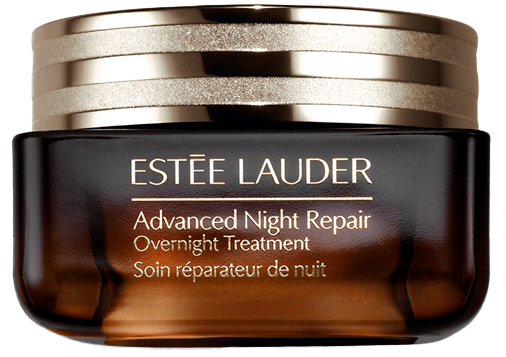 ESTĒE LAUDER
Advanced Night Repair
Overnight Treatment
Soin réparateur de nuit